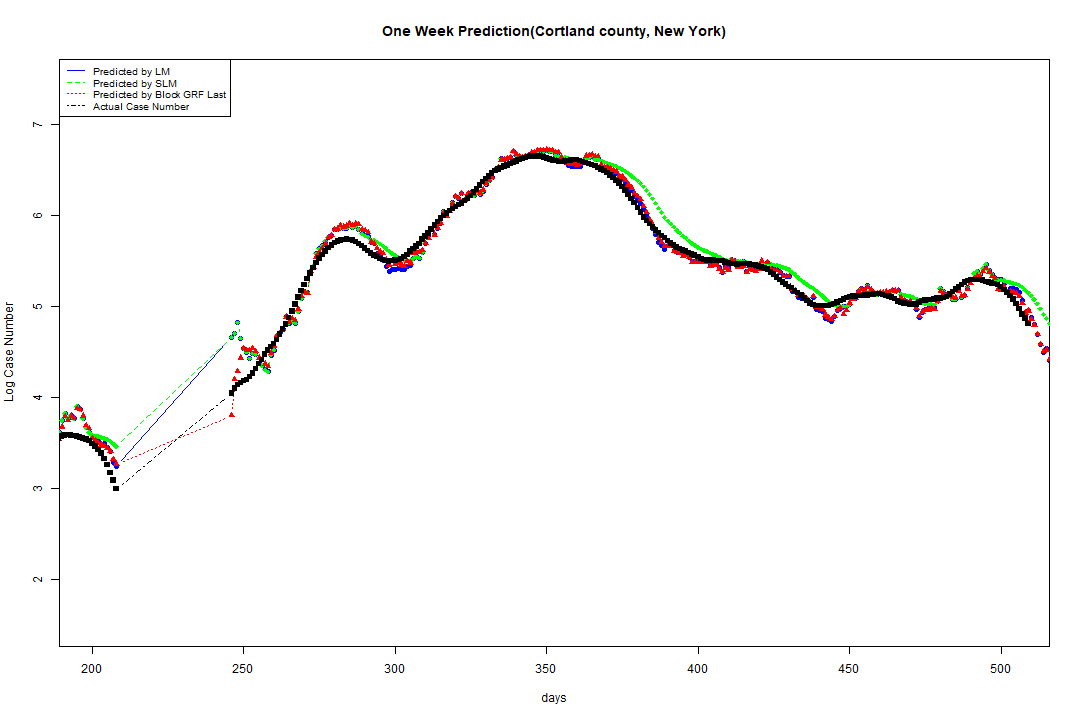 One Week Prediction(Cortland county, New York)
Predicted by LM
Predicted by SLM
Predicted by Block GRF Last
Actual Case Number
7
6
5
4
3
2
Log Case Number
200 250 300 350 400 450 500
days